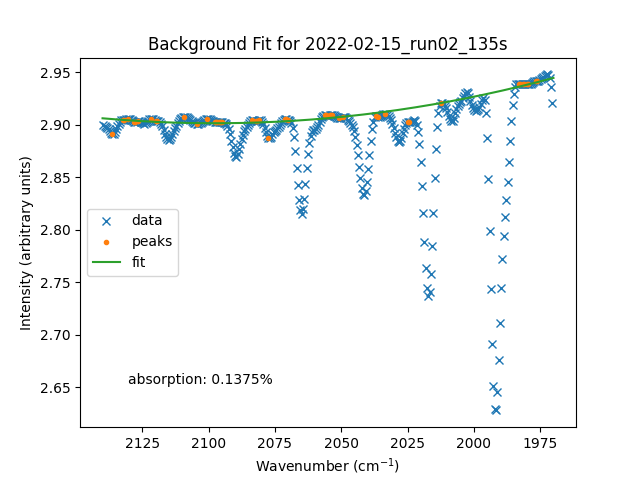 Background Fit for 2022-02-15_run02_135s
2.95
2.90
2.85
2.80
2.75
2.70
2.65
Intensity (arbitrary units)
data
peaks
fit
absorption: 0.1375%
2125 2100 2075 2050 2025 2000 1975
Wavenumber (cm⁻¹)